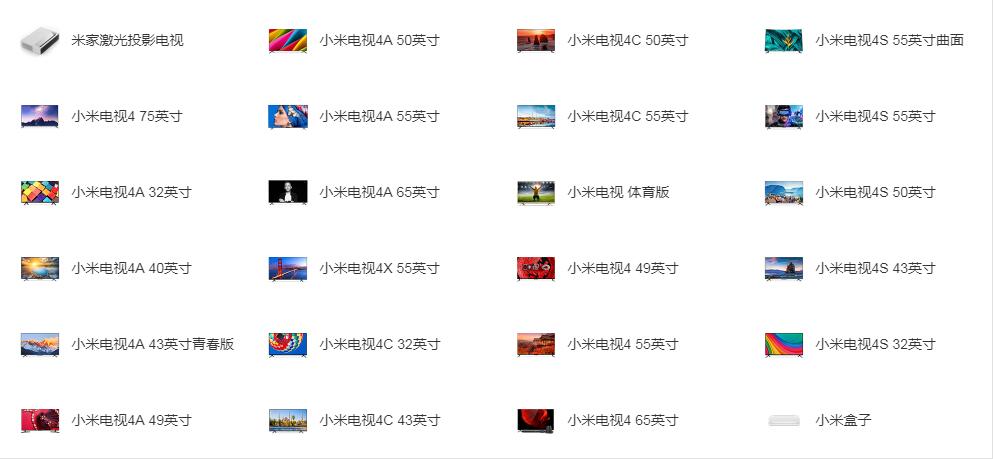 米家激光投影电视
小米电视4A 50英寸
小米电视4C 50英寸
小米电视4S 55英寸曲面
小米电视4 75英寸
小米电视4A 55英寸
小米电视4C 55英寸
小米电视4S 55英寸
小米电视4A 32英寸
小米电视4A 65英寸
小米电视 体育版
小米电视4S 50英寸
小米电视4A 40英寸
小米电视4X 55英寸
小米电视4 49英寸
小米电视4S 43英寸
小米电视4A 43英寸青春版
小米电视4C 32英寸
小米电视4 55英寸
小米电视4S 32英寸
小米电视4A 49英寸
小米电视4C 43英寸
小米电视4 65英寸
小米盒子